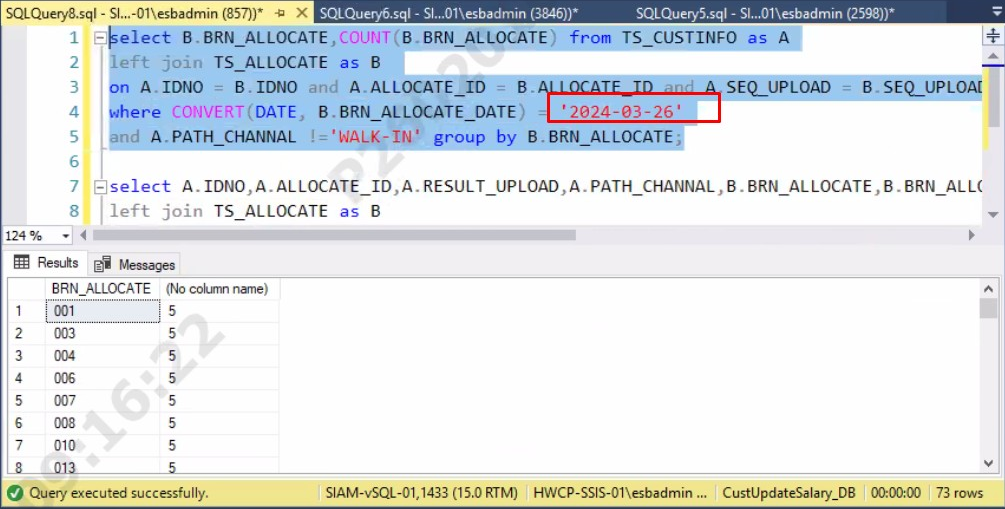 SQLQuery8.sql - SI...-01\esbadmin (857))* SQLQuery6.sql - SI...01\esbadmin (3846))* SQLQuery5.sql - SI...01\esbadmin (2598))*
1 select B.BRN_ALLOCATE,COUNT(B.BRN_ALLOCATE) from TS_CUSTINFO as A
2 left join TS_ALLOCATE as B
3 on A.IDNO = B.IDNO and A.ALLOCATE_ID = B.ALLOCATE_ID and A.SEQ_UPLOAD = B.SEQ_UPLOAD
4 where CONVERT(DATE, B.BRN_ALLOCATE_DATE) = '2024-03-26'
5 and A.PATH_CHANNAL !='WALK-IN' group by B.BRN_ALLOCATE;
6
7 select A.IDNO,A.ALLOCATE_ID,A.RESULT_UPLOAD,A.PATH_CHANNAL,B.BRN_ALLOCATE,B.BRN_ALLO
8 left join TS_ALLOCATE as B
124 %
Results Messages
BRN_ALLOCATE (No column name)
1 001 5
2 003 5
3 004 5
4 006 5
5 007 5
6 008 5
7 010 5
8 013 5
09:16:22
Query executed successfully. SIAM-vSQL-01,1433 (15.0 RTM) HWCP-SSIS-01\esbadmin ... CustUpdateSalary_DB 00:00:00 73 rows